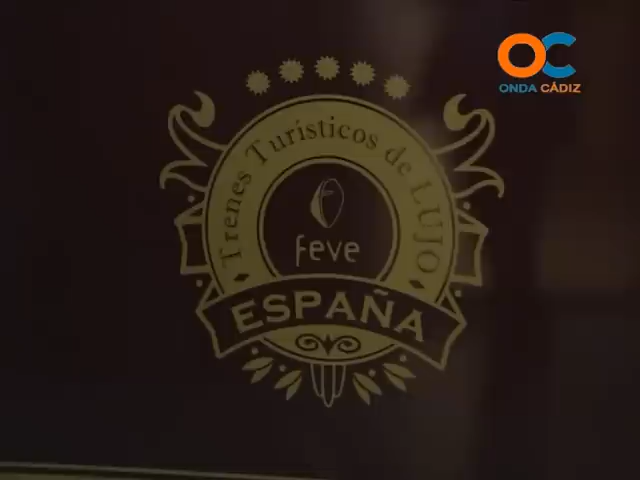 OC
ONDA CÁDIZ
Trenes Turísticos de LUJO
feve
ESPAÑA